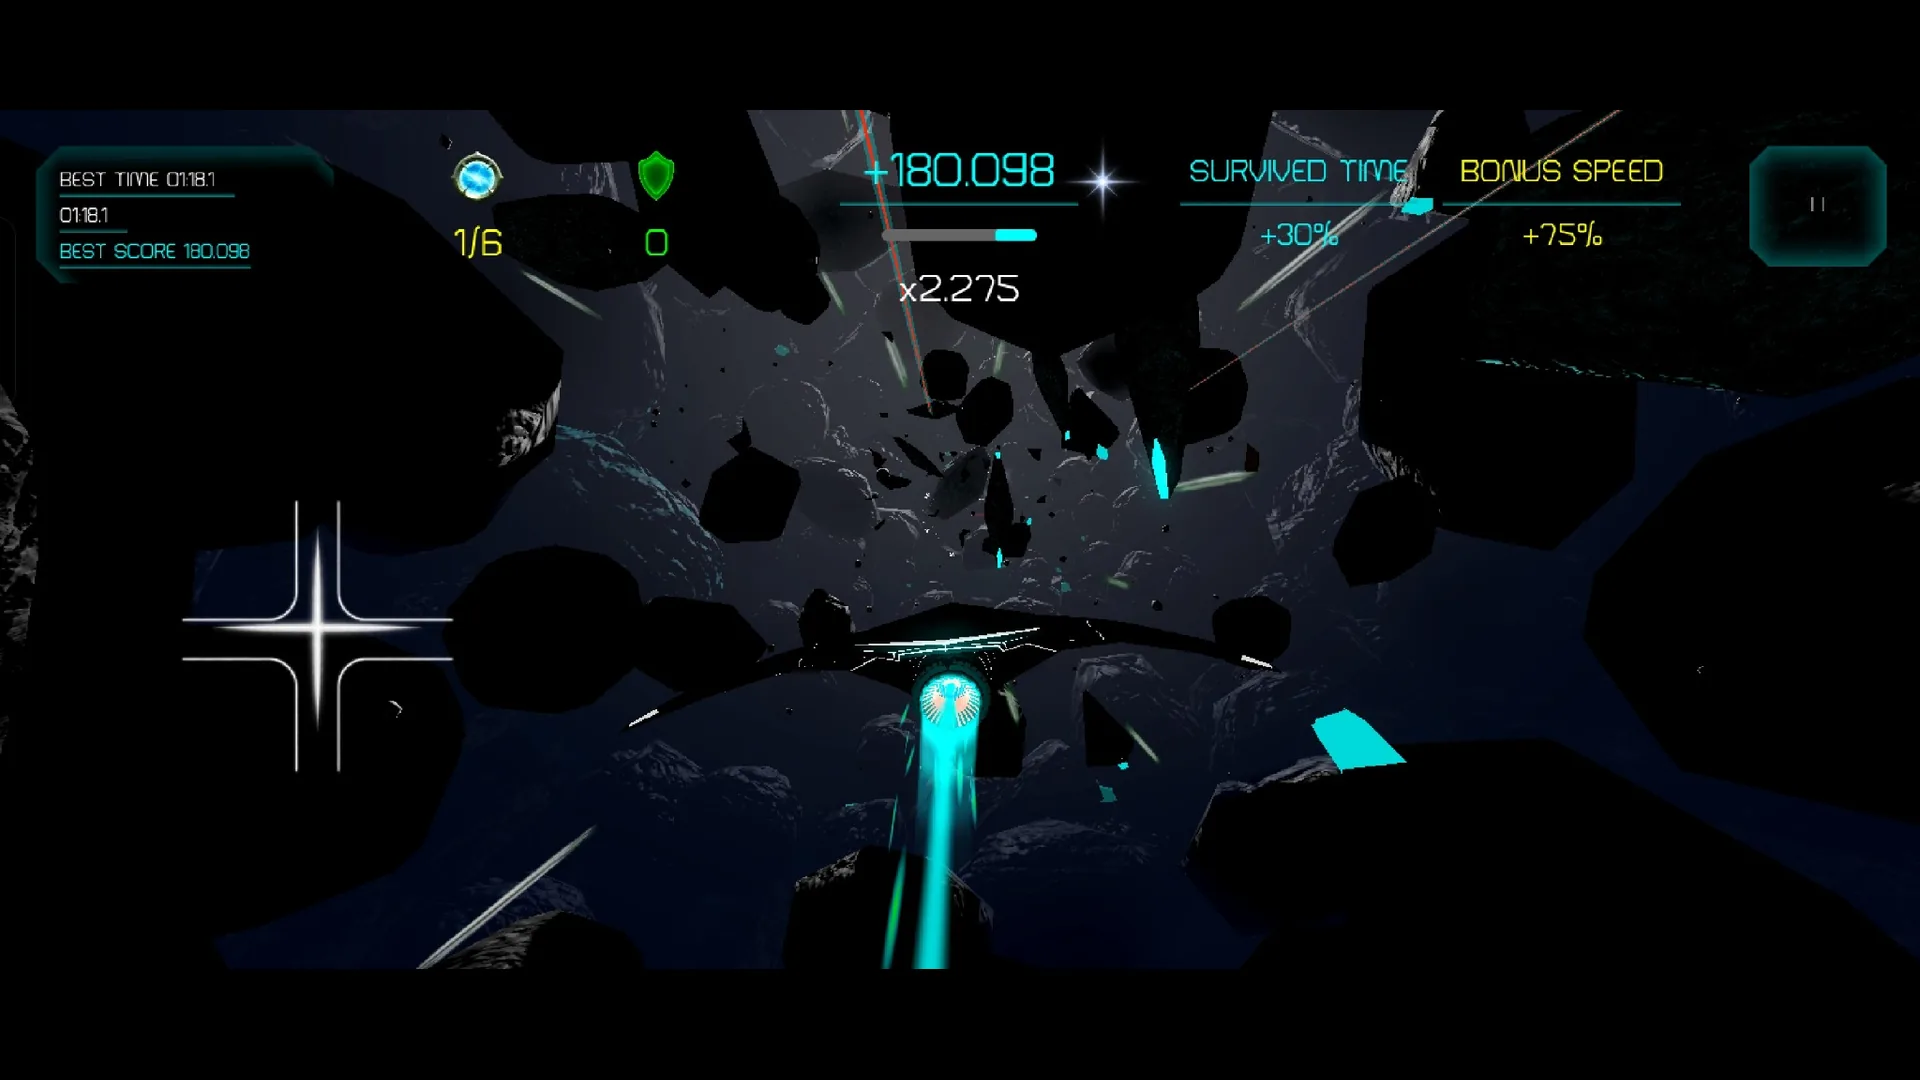 BEST TIME 01:18.1
01:18.1
BEST SCORE 180.098
1/6
0
+180.098
x2.275
SURVIVED TIME
+30%
BONUS SPEED
+75%